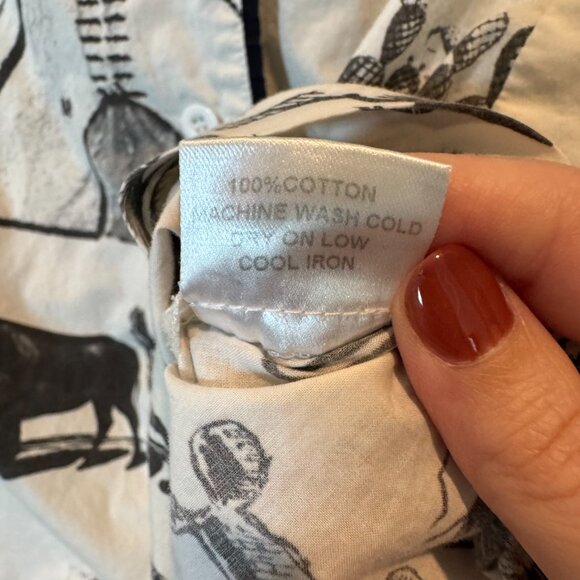 100%COTTON
MACHINE WASH COLD
DRY ON LOW
COOL IRON